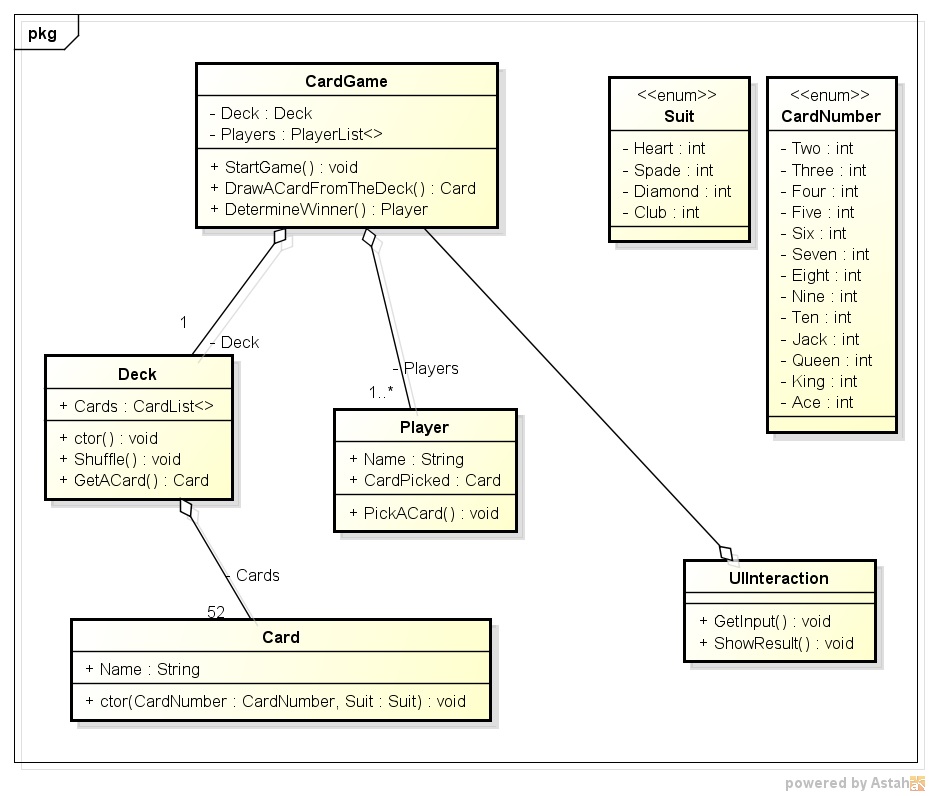 pkg
CardGame
- Deck : Deck
- Players : PlayerList<>
+ StartGame() : void
+ DrawACardFromTheDeck() : Card
+ DetermineWinner() : Player
<<enum>>
Suit
- Heart : int
- Spade : int
- Diamond : int
- Club : int
<<enum>>
CardNumber
- Two : int
- Three : int
- Four : int
- Five : int
- Six : int
- Seven : int
- Eight : int
- Nine : int
- Ten : int
- Jack : int
- Queen : int
- King : int
- Ace : int
1
- Deck
- Players
1..*
Deck
+ Cards : CardList<>
+ ctor() : void
+ Shuffle() : void
+ GetACard() : Card
Player
+ Name : String
+ CardPicked : Card
+ PickACard() : void
- Cards
52
Card
+ Name : String
+ ctor(CardNumber : CardNumber, Suit : Suit) : void
UIInteraction
+ GetInput() : void
+ ShowResult() : void
powered by Astah